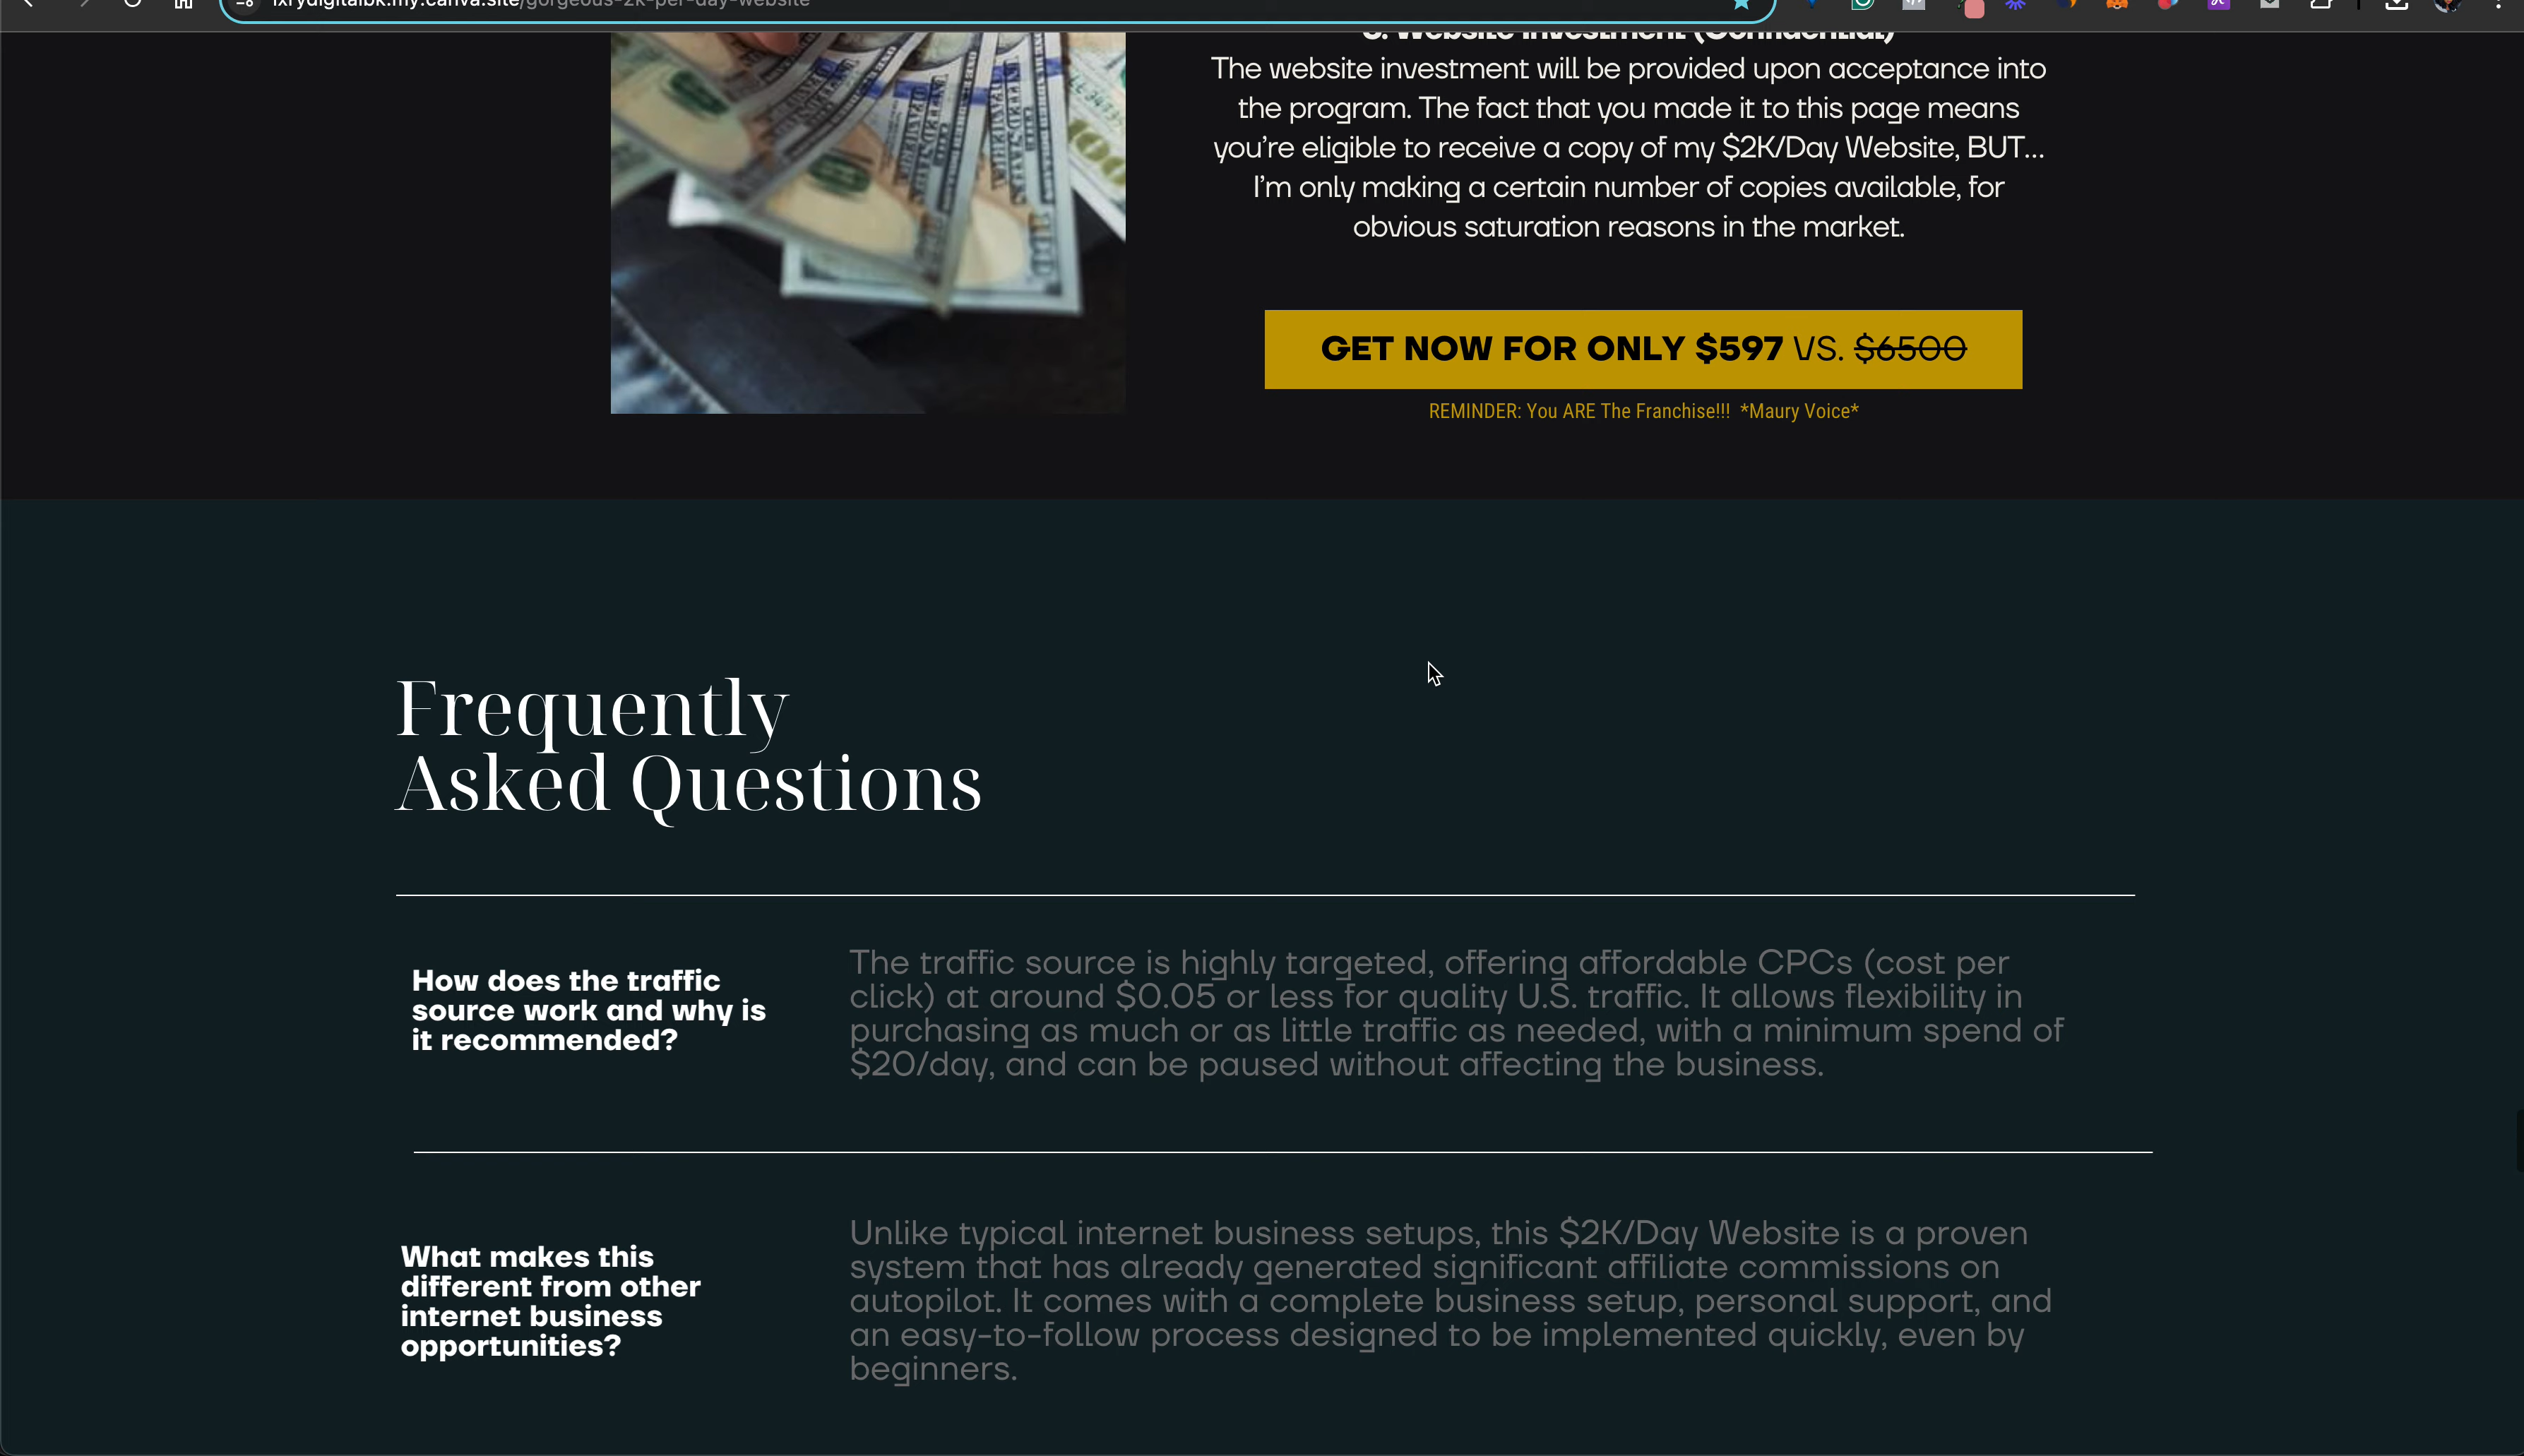 /gorgeous-2k-per-day-website
The website investment will be provided upon acceptance into
the program. The fact that you made it to this page means
you're eligible to receive a copy of my $2K/Day Website, BUT...
I'm only making a certain number of copies available, for
obvious saturation reasons in the market.
GET NOW FOR ONLY $597 VS. $6500
REMINDER: You ARE The Franchise!!! *Maury Voice*
Frequently
Asked Questions
How does the traffic
source work and why is
it recommended?
The traffic source is highly targeted, offering affordable CPCs (cost per
click) at around $0.05 or less for quality U.S. traffic. It allows flexibility in
purchasing as much or as little traffic as needed, with a minimum spend of
$20/day, and can be paused without affecting the business.
What makes this
different from other
internet business
opportunities?
Unlike typical internet business setups, this $2K/Day Website is a proven
system that has already generated significant affiliate commissions on
autopilot. It comes with a complete business setup, personal support, and
an easy-to-follow process designed to be implemented quickly, even by
beginners.